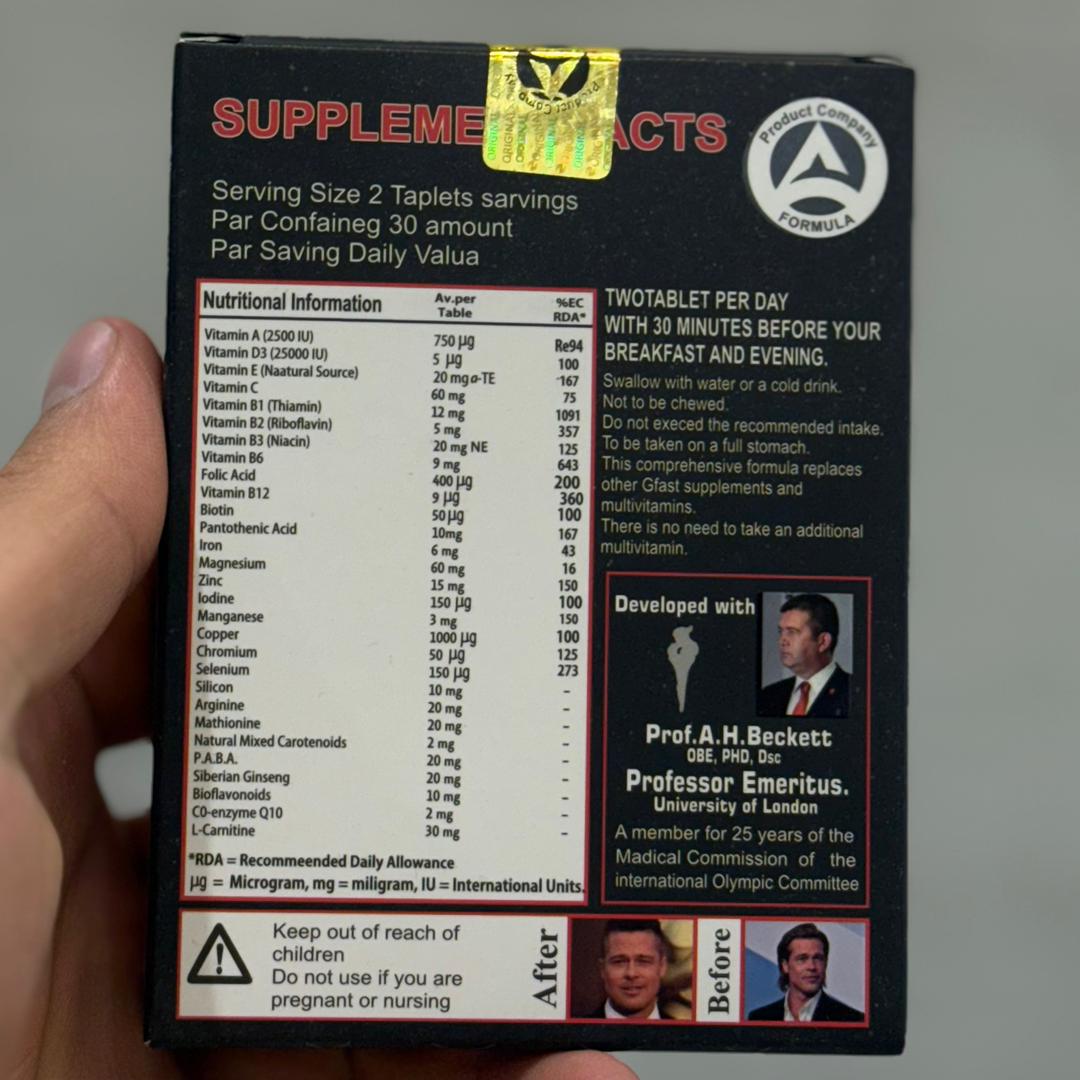 SUPPLEME ACTS
ORIGINAL
ORIGINAL
Product Company
FORMULA
Serving Size 2 Taplets sarvings
Par Confaineg 30 amount
Par Saving Daily Valua
Nutritional Information Av.per Table %EC RDA*
Vitamin A (2500 IU) 750 µg Re94
Vitamin D3 (25000 IU) 5 µg 100
Vitamin E (Naatural Source) 20 mg α-TE 167
Vitamin C 60 mg 75
Vitamin B1 (Thiamin) 12 mg 1091
Vitamin B2 (Riboflavin) 5 mg 357
Vitamin B3 (Niacin) 20 mg NE 125
Vitamin B6 9 mg 643
Folic Acid 400 µg 200
Vitamin B12 9 µg 360
Biotin 50 µg 100
Pantothenic Acid 10mg 167
Iron 6 mg 43
Magnesium 60 mg 16
Zinc 15 mg 150
Iodine 150 µg 100
Manganese 3 mg 150
Copper 1000 µg 100
Chromium 50 µg 125
Selenium 150 µg 273
Silicon 10 mg –
Arginine 20 mg –
Mathionine 20 mg –
Natural Mixed Carotenoids 2 mg –
P.A.B.A. 20 mg –
Siberian Ginseng 20 mg –
Bioflavonoids 10 mg –
C0-enzyme Q10 2 mg –
L-Carnitine 30 mg –
*RDA = Recommeended Daily Allowance
µg = Microgram, mg = miligram, IU = International Units.
TWOTABLET PER DAY
WITH 30 MINUTES BEFORE YOUR
BREAKFAST AND EVENING.
Swallow with water or a cold drink.
Not to be chewed.
Do not execed the recommended intake.
To be taken on a full stomach.
This comprehensive formula replaces
other Gfast supplements and
multivitamins.
There is no need to take an additional
multivitamin.
Developed with
Prof.A.H.Beckett
OBE, PHD, Dsc
Professor Emeritus.
University of London
A member for 25 years of the
Madical Commission of the
international Olympic Committee
Keep out of reach of
children
Do not use if you are
pregnant or nursing
After
Before